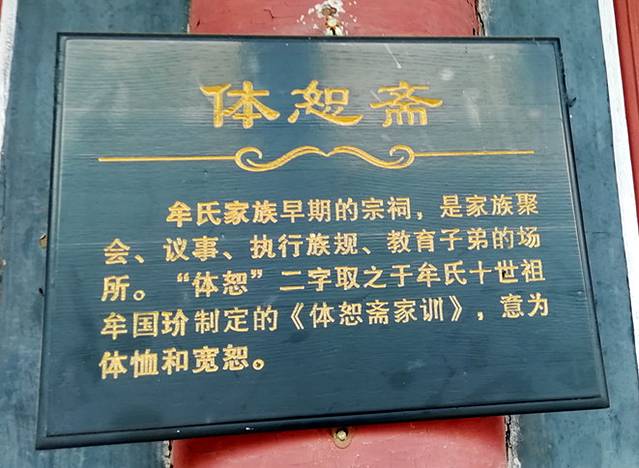 体恕斋
牟氏家族早期的宗祠，是家族聚
会、议事、执行族规、教育子弟的场
所。“体恕”二字取之于牟氏十世祖
牟国玠制定的《体恕斋家训》，意为
体恤和宽恕。